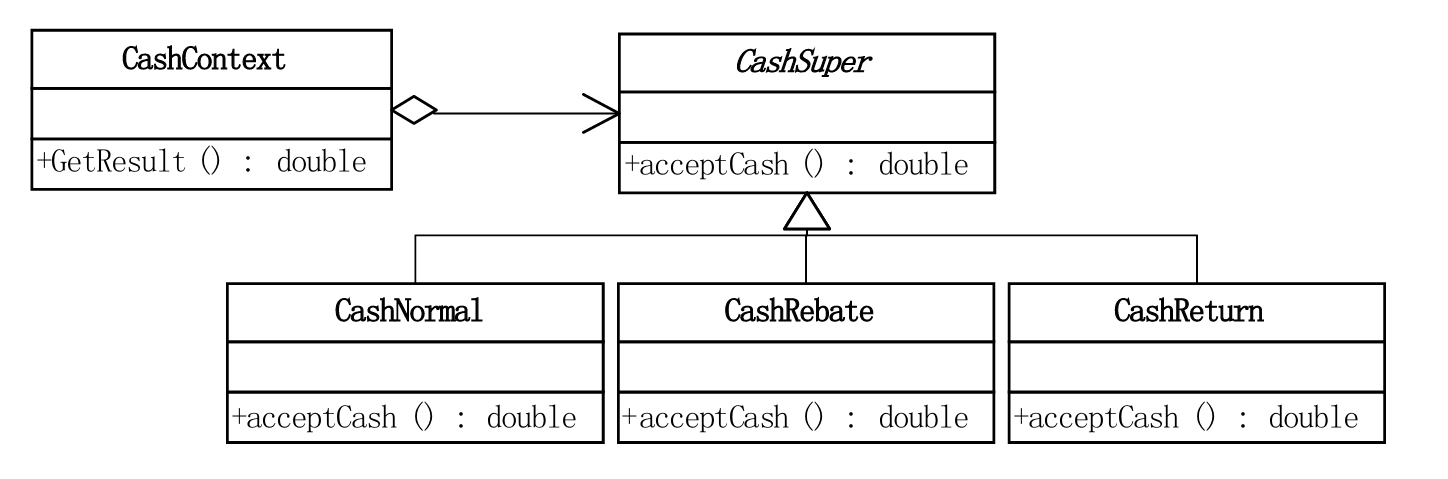 CashContext
+GetResult () : double
CashSuper
+acceptCash () : double
CashNormal
+acceptCash () : double
CashRebate
+acceptCash () : double
CashReturn
+acceptCash () : double